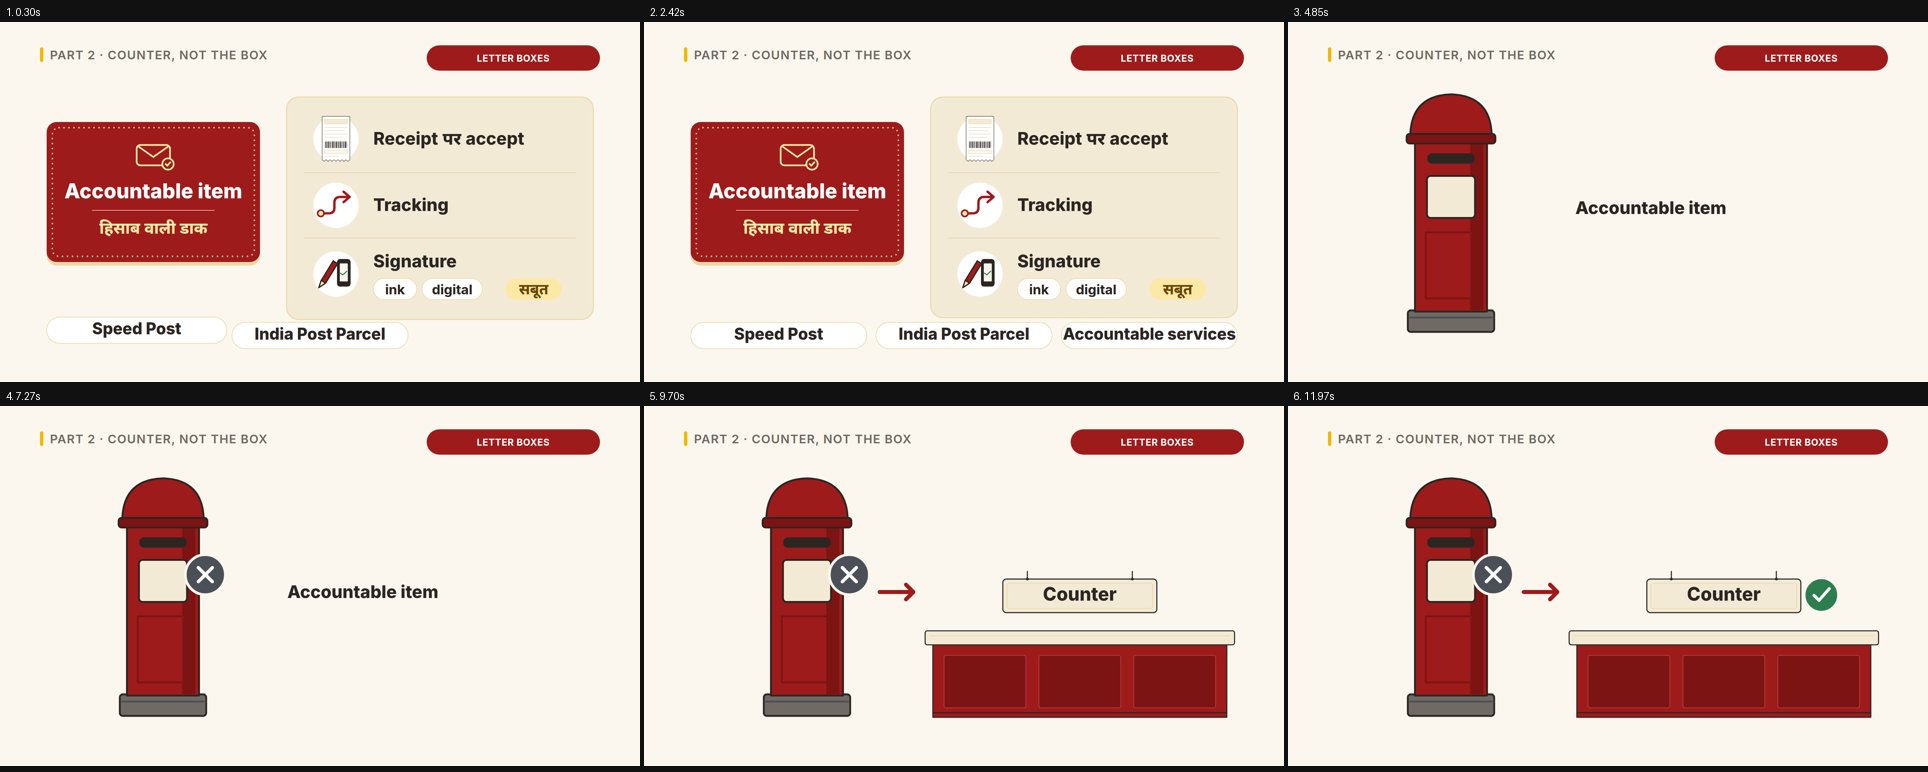 1. 0.30s
PART 2 · COUNTER, NOT THE BOX
LETTER BOXES
Accountable item
हिसाब वाली डाक
Receipt पर accept
Tracking
Signature
ink digital सबूत
Speed Post
India Post Parcel
2. 2.42s
PART 2 · COUNTER, NOT THE BOX
LETTER BOXES
Accountable item
हिसाब वाली डाक
Receipt पर accept
Tracking
Signature
ink digital सबूत
Speed Post
India Post Parcel
Accountable services
3. 4.85s
PART 2 · COUNTER, NOT THE BOX
LETTER BOXES
Accountable item
4. 7.27s
PART 2 · COUNTER, NOT THE BOX
LETTER BOXES
Accountable item
5. 9.70s
PART 2 · COUNTER, NOT THE BOX
LETTER BOXES
Counter
6. 11.97s
PART 2 · COUNTER, NOT THE BOX
LETTER BOXES
Counter